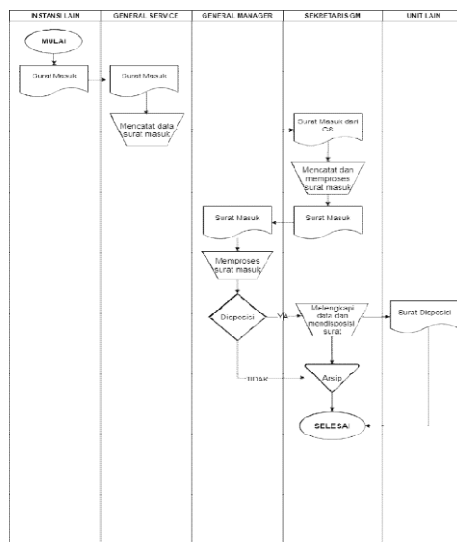 INSTANSI LAIN
GENERAL SERVICE
GENERAL MANAGER
SEKRETARIS GM
UNIT LAIN
MULAI
Surat Masuk
Surat Masuk
Mencatat data
surat masuk
Surat Masuk dari
GS
Mencatat dan
memproses
surat masuk
Surat Masuk
Surat Masuk
Memproses
surat masuk
Disposisi
YA
Melengkapi
data dan
mendisposisi
surat
Surat Disposisi
TIDAK
Arsip
SELESAI